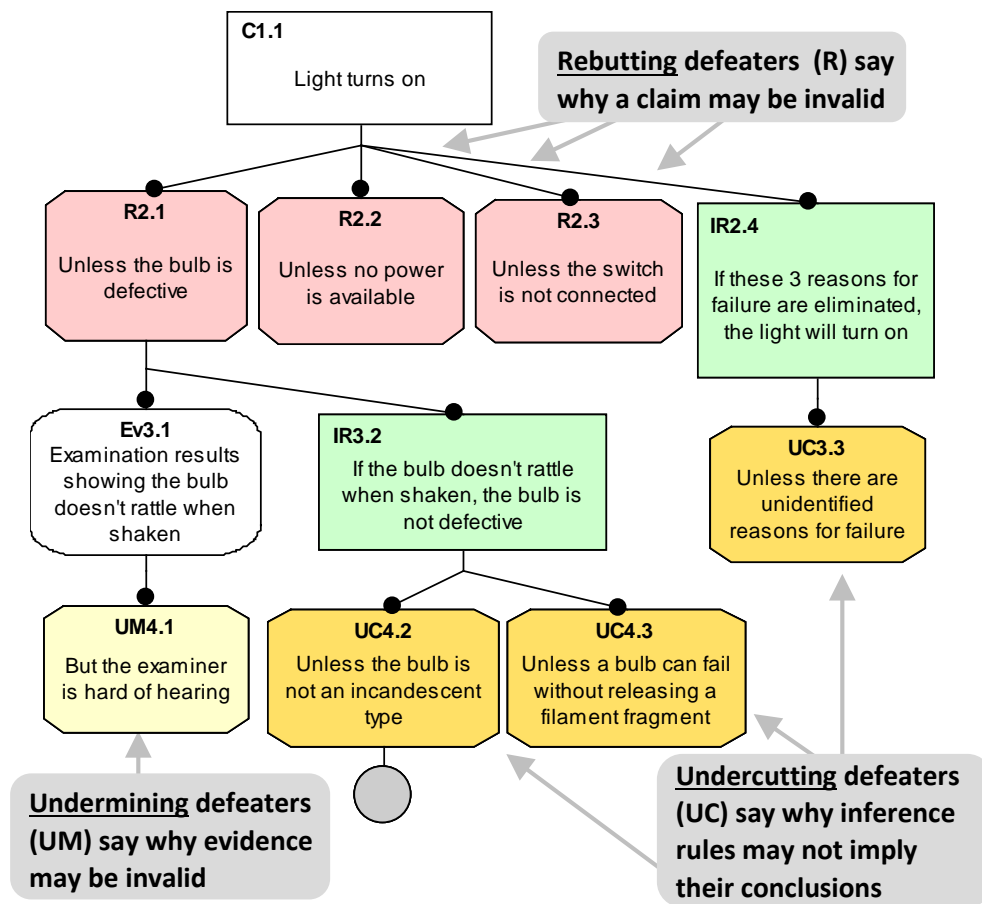 C1.1
Light turns on
Rebutting defeaters (R) say
why a claim may be invalid
R2.1
Unless the bulb is
defective
R2.2
Unless no power
is available
R2.3
Unless the switch
is not connected
IR2.4
If these 3 reasons for
failure are eliminated,
the light will turn on
Ev3.1
Examination results
showing the bulb
doesn't rattle when
shaken
IR3.2
If the bulb doesn't rattle
when shaken, the bulb is
not defective
UC3.3
Unless there are
unidentified
reasons for failure
UM4.1
But the examiner
is hard of hearing
UC4.2
Unless the bulb is
not an incandescent
type
UC4.3
Unless a bulb can fail
without releasing a
filament fragment
Undermining defeaters
(UM) say why evidence
may be invalid
Undercutting defeaters
(UC) say why inference
rules may not imply
their conclusions